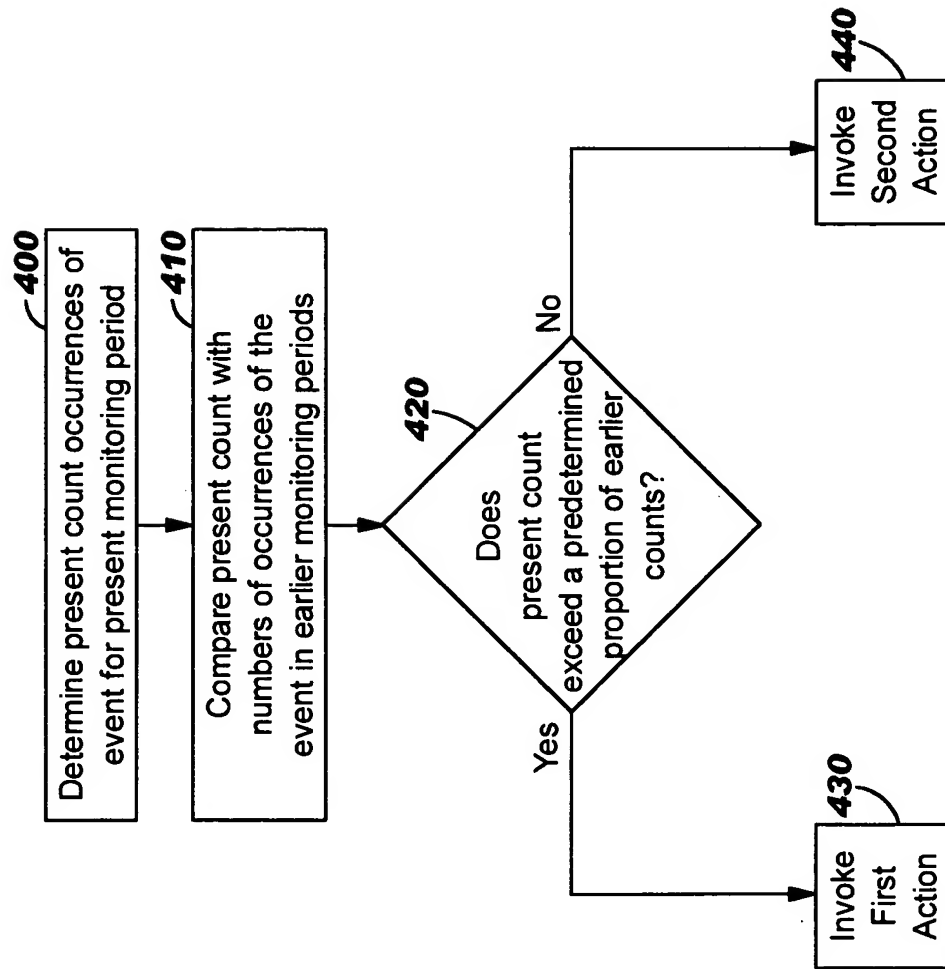 400
Determine present count occurrences of
event for present monitoring period
410
Compare present count with
numbers of occurrences of the
event in earlier monitoring periods
420
Does
present count
exceed a predetermined
proportion of earlier
counts?
Yes
No
430
Invoke
First
Action
440
Invoke
Second
Action